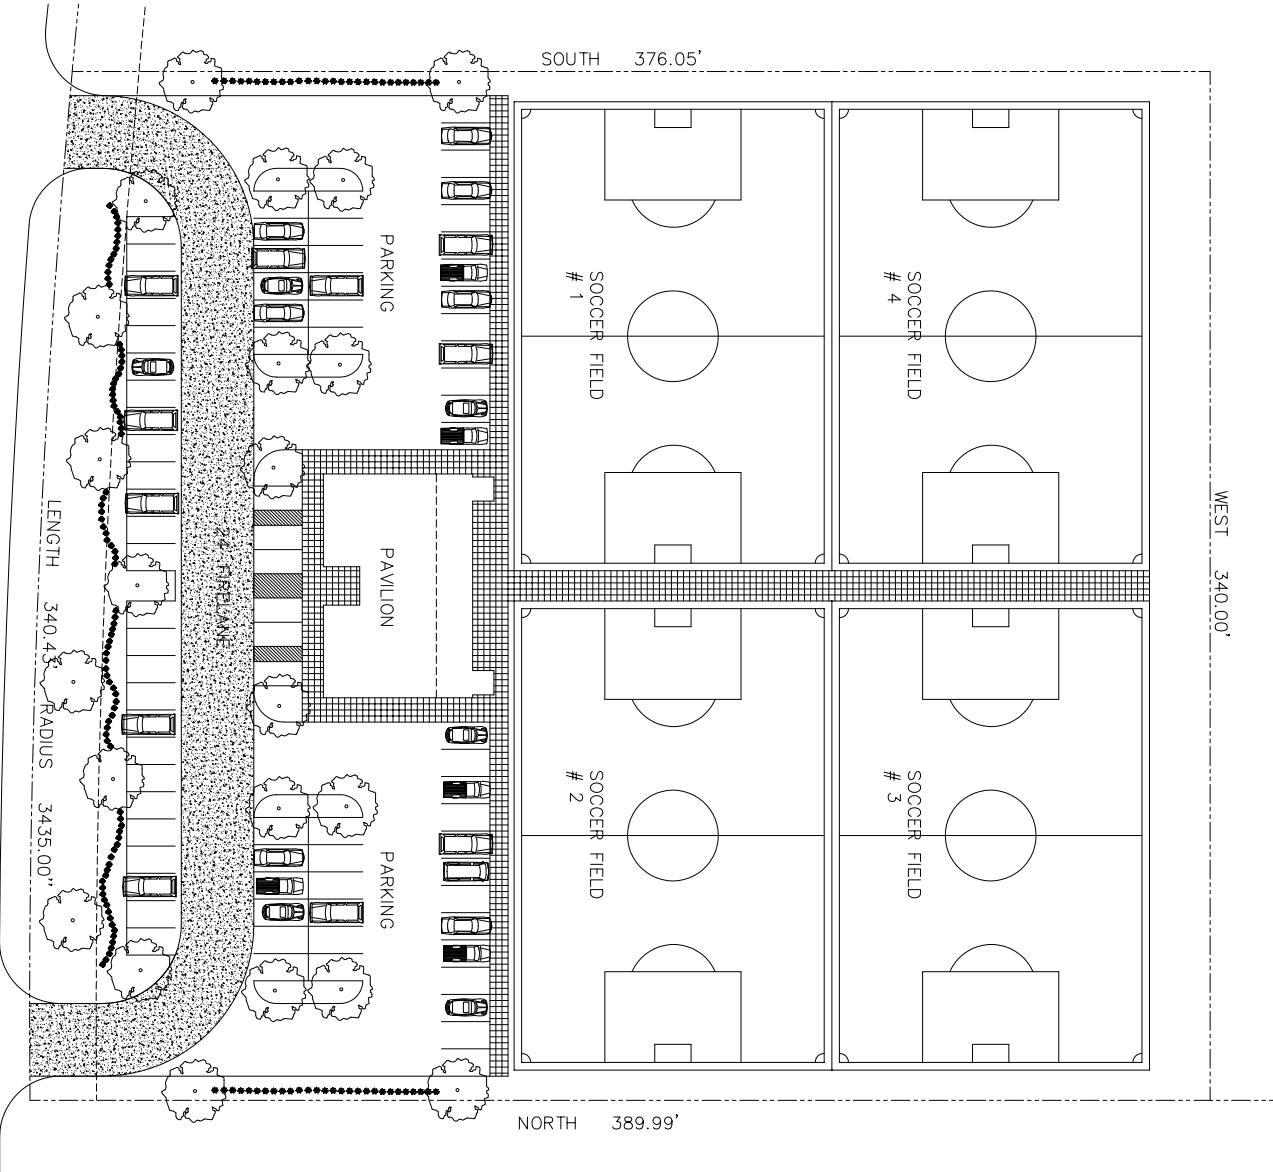 SOUTH 376.05'
PARKING
SOCCER FIELD
# 1
SOCCER FIELD
# 4
WEST 340.00'
LENGTH 340.43' RADIUS 3435.00"
24' FIRELANE
PAVILION
PARKING
SOCCER FIELD
# 2
SOCCER FIELD
# 3
NORTH 389.99'